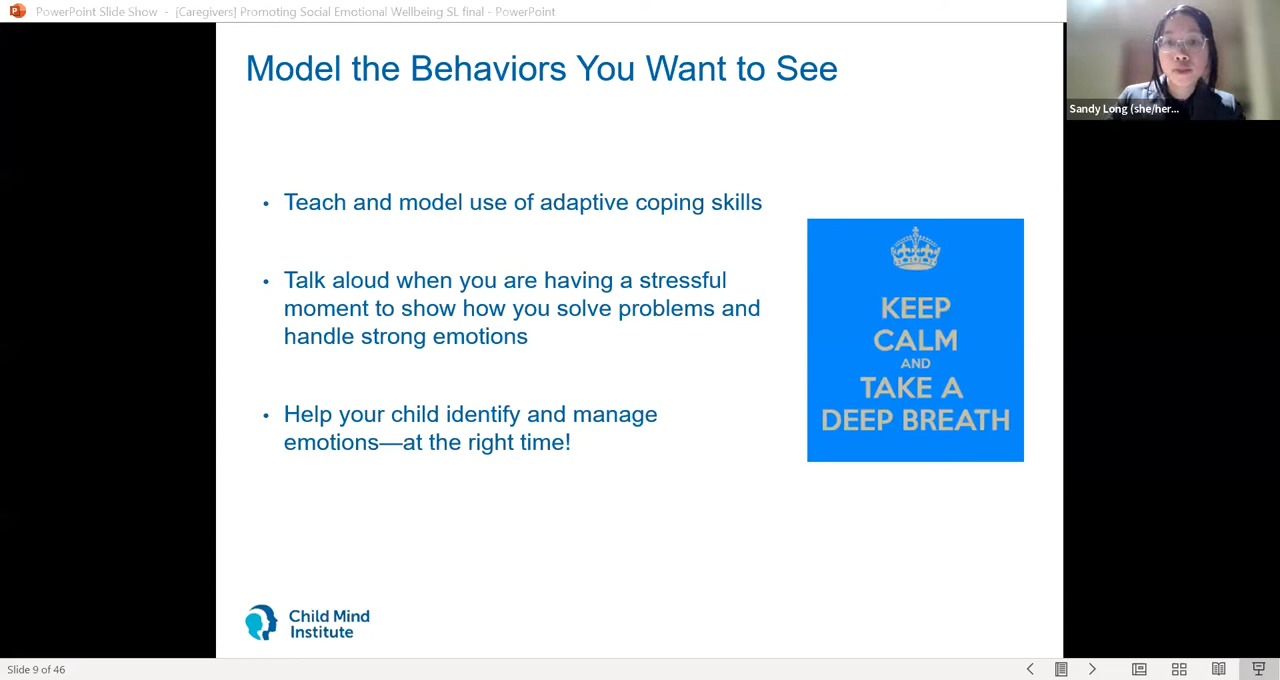 PowerPoint Slide Show - [Caregivers] Promoting Social Emotional Wellbeing SL final - PowerPoint
Model the Behaviors You Want to See
Sandy Long (she/her...
• Teach and model use of adaptive coping skills
• Talk aloud when you are having a stressful
moment to show how you solve problems and
handle strong emotions
• Help your child identify and manage
emotions—at the right time!
KEEP
CALM
AND
TAKE A
DEEP BREATH
Child Mind
Institute
Slide 9 of 46